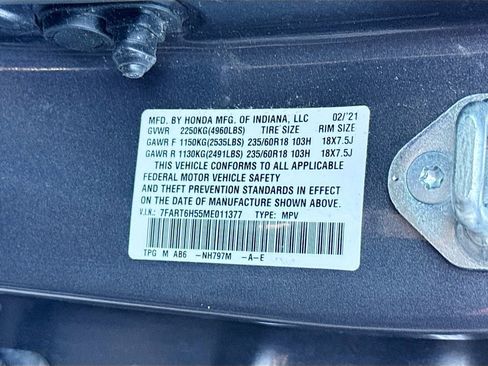 MFD. BY HONDA MFG. OF INDIANA, LLC 02/'21
GVWR 2250KG(4960LBS) TIRE SIZE RIM SIZE
GAWR F 1150KG(2535LBS) 235/60R18 103H 18X7.5J
GAWR R 1130KG(2491LBS) 235/60R18 103H 18X7.5J
THIS VEHICLE CONFORMS TO ALL APPLICABLE
FEDERAL MOTOR VEHICLE SAFETY
AND THEFT PREVENTION STANDARDS IN EFFECT
ON THE DATE OF MANUFACTURE SHOWN ABOVE.
V.I.N.: 7FART6H55ME011377 TYPE: MPV
TPG M AB6 -NH797M -A-E